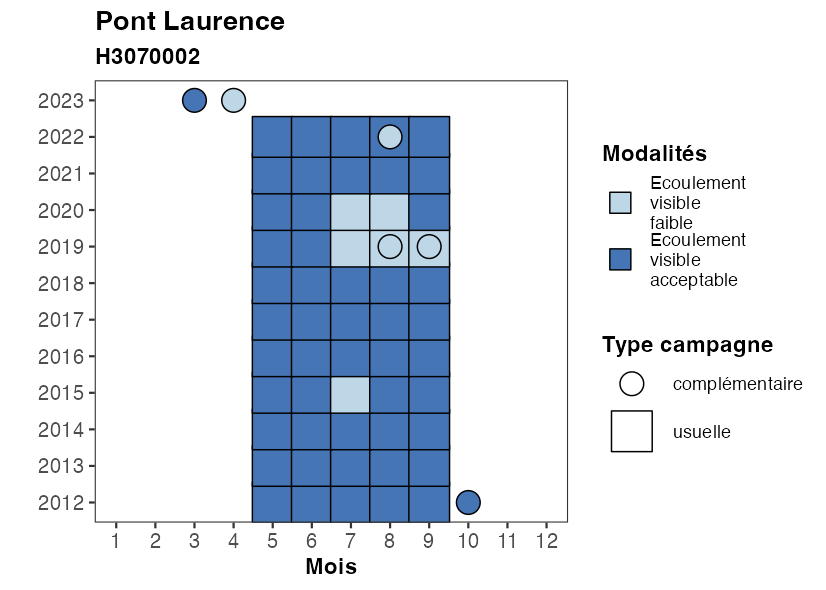 Pont Laurence
H3070002
2023
2022
2021
2020
2019
2018
2017
2016
2015
2014
2013
2012
1 2 3 4 5 6 7 8 9 10 11 12
Mois
Modalités
Ecoulement
visible
faible
Ecoulement
visible
acceptable
Type campagne
complémentaire
usuelle